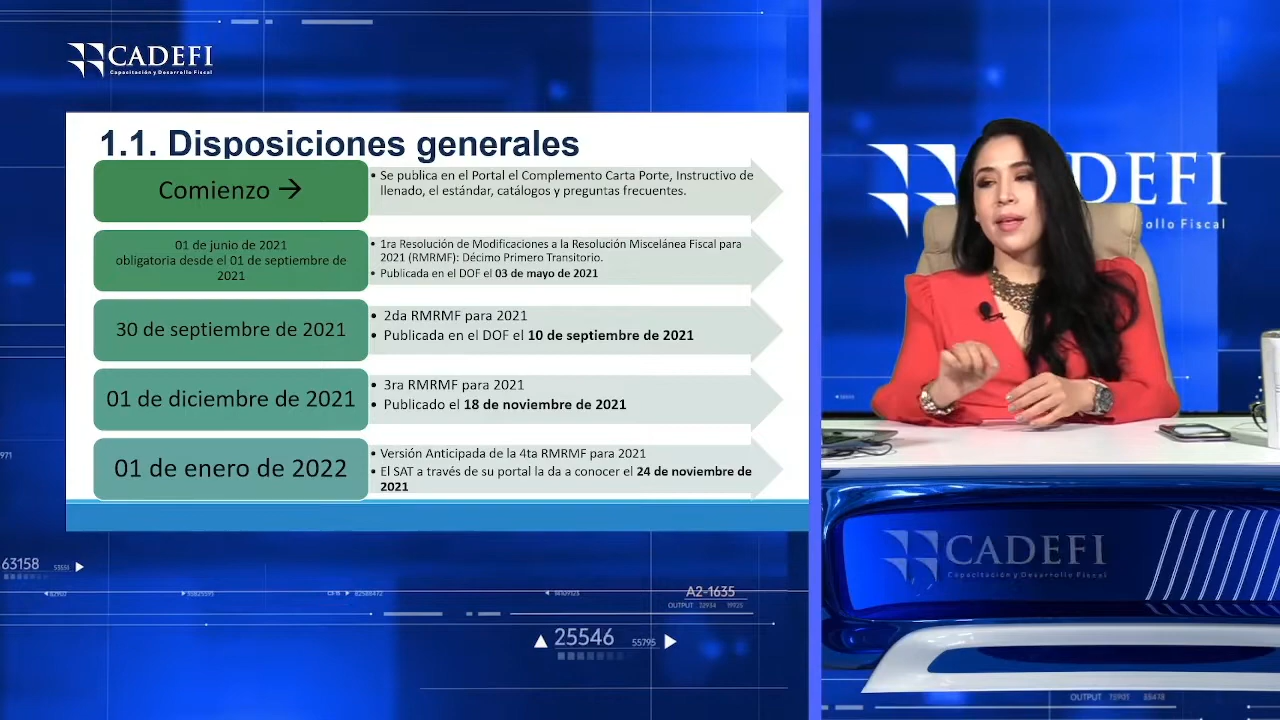 CADEFI
Capacitación y Desarrollo Fiscal
1.1. Disposiciones generales
Comienzo →
• Se publica en el Portal el Complemento Carta Porte, Instructivo de
llenado, el estándar, catálogos y preguntas frecuentes.
01 de junio de 2021
obligatoria desde el 01 de septiembre de
2021
• 1ra Resolución de Modificaciones a la Resolución Miscelánea Fiscal para
2021 (RMRMF): Décimo Primero Transitorio.
• Publicada en el DOF el 03 de mayo de 2021
30 de septiembre de 2021
• 2da RMRMF para 2021
• Publicada en el DOF el 10 de septiembre de 2021
01 de diciembre de 2021
• 3ra RMRMF para 2021
• Publicado el 18 de noviembre de 2021
01 de enero de 2022
• Versión Anticipada de la 4ta RMRMF para 2021
• El SAT a través de su portal la da a conocer el 24 de noviembre de
2021
971
63158
A2-1635
OUTPUT
25546
55795
DEFI
ollo Fiscal
CADEFI
Capacitación y Desarrollo Fiscal
OUTPUT